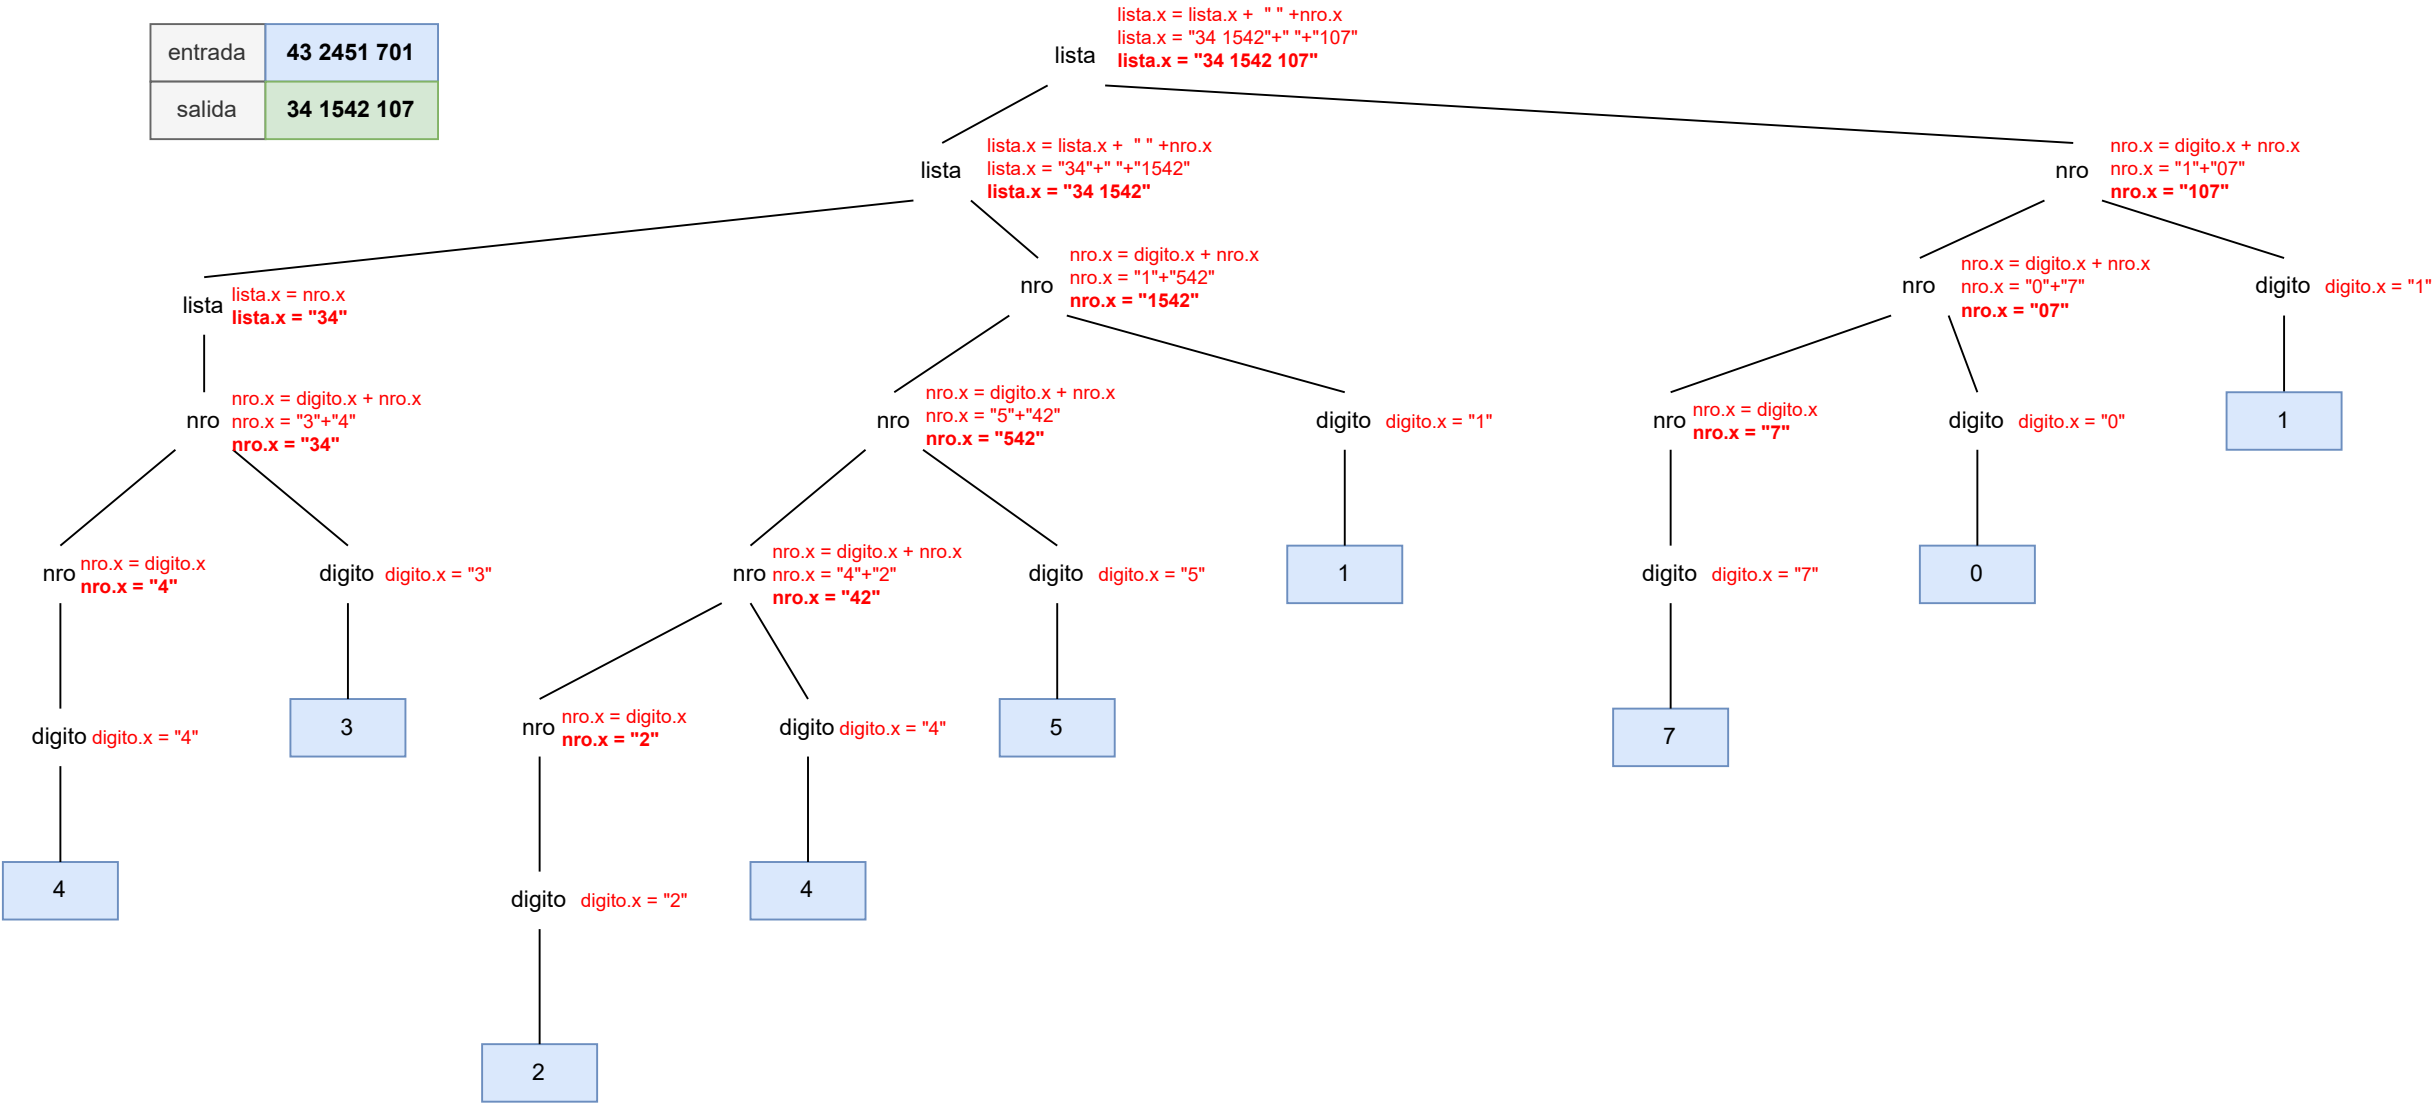 lista.x = lista.x + " " +nro.x
lista.x = "34 1542"+" "+"107"
lista.x = "34 1542 107"
lista
entrada 43 2451 701
salida 34 1542 107
lista.x = lista.x + " " +nro.x
lista.x = "34"+" "+"1542"
lista.x = "34 1542"
lista
nro.x = digito.x + nro.x
nro.x = "1"+"07"
nro.x = "107"
nro
lista.x = nro.x
lista.x = "34"
lista
nro.x = digito.x + nro.x
nro.x = "1"+"542"
nro.x = "1542"
nro
nro.x = digito.x + nro.x
nro.x = "0"+"7"
nro.x = "07"
nro
digito digito.x = "1"
nro.x = digito.x + nro.x
nro.x = "3"+"4"
nro.x = "34"
nro
nro.x = digito.x + nro.x
nro.x = "5"+"42"
nro.x = "542"
nro
digito digito.x = "1"
nro.x = digito.x
nro.x = "7"
nro
digito digito.x = "0"
1
nro.x = digito.x
nro.x = "4"
nro
digito digito.x = "3"
nro.x = digito.x + nro.x
nro.x = "4"+"2"
nro.x = "42"
nro
digito digito.x = "5"
1
digito digito.x = "7"
0
digito digito.x = "4"
3
nro.x = digito.x
nro.x = "2"
nro
digito digito.x = "4"
5
7
4
digito digito.x = "2"
4
2